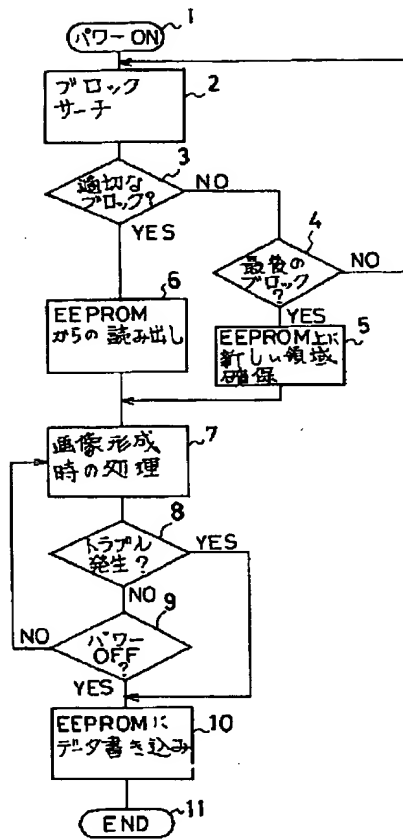 1
パワーON
ブロック
サーチ
2
3
適切な
ブロック?
NO
YES
4
最後の
ブロック
?
NO
YES
6
EEPROM
からの読み出し
5
EEPROM上に
新しい領域
確保
7
画像形成
時の処理
8
トラブル
発生?
YES
NO
9
パワー
OFF
?
NO
YES
10
EEPROMに
データ書き込み
END
11